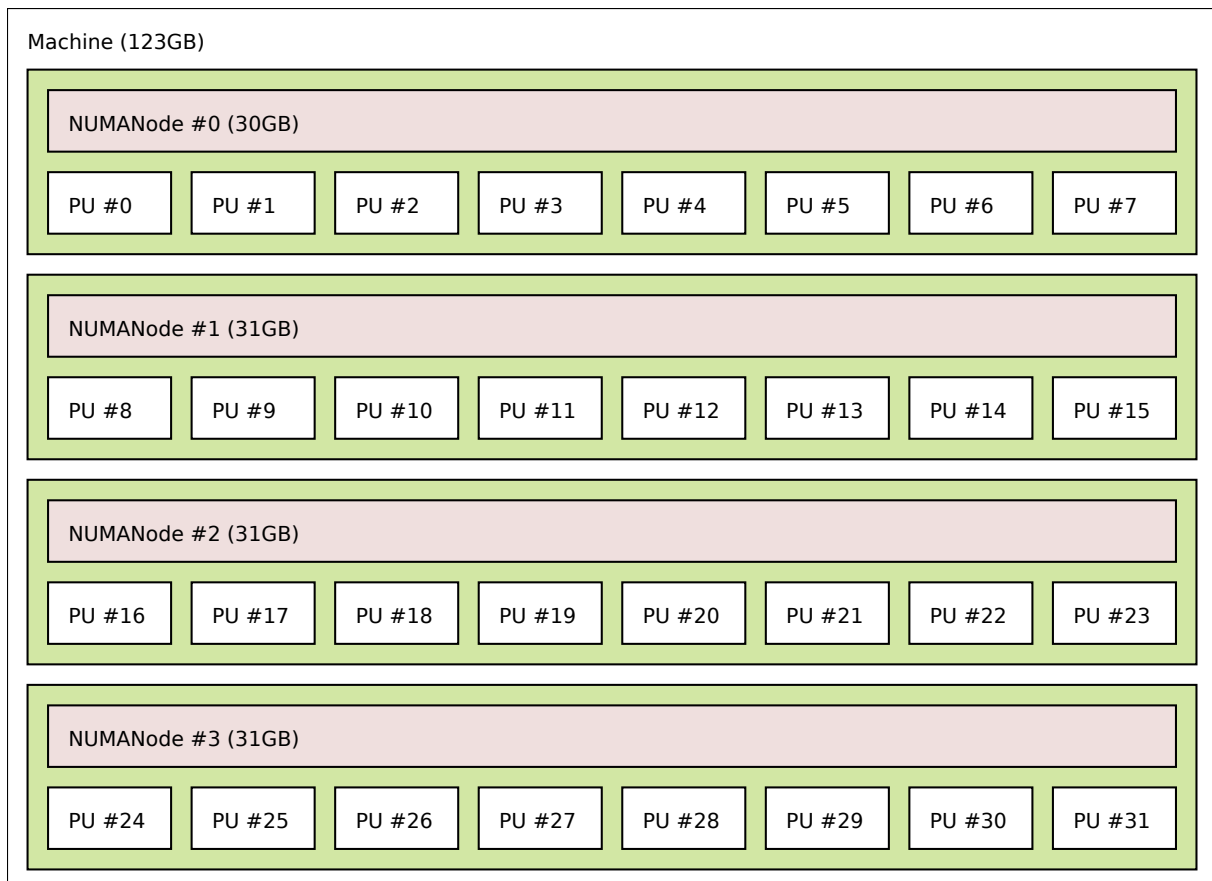 Machine (123GB)
NUMANode #0 (30GB)
PU #0 PU #1 PU #2 PU #3 PU #4 PU #5 PU #6 PU #7
NUMANode #1 (31GB)
PU #8 PU #9 PU #10 PU #11 PU #12 PU #13 PU #14 PU #15
NUMANode #2 (31GB)
PU #16 PU #17 PU #18 PU #19 PU #20 PU #21 PU #22 PU #23
NUMANode #3 (31GB)
PU #24 PU #25 PU #26 PU #27 PU #28 PU #29 PU #30 PU #31